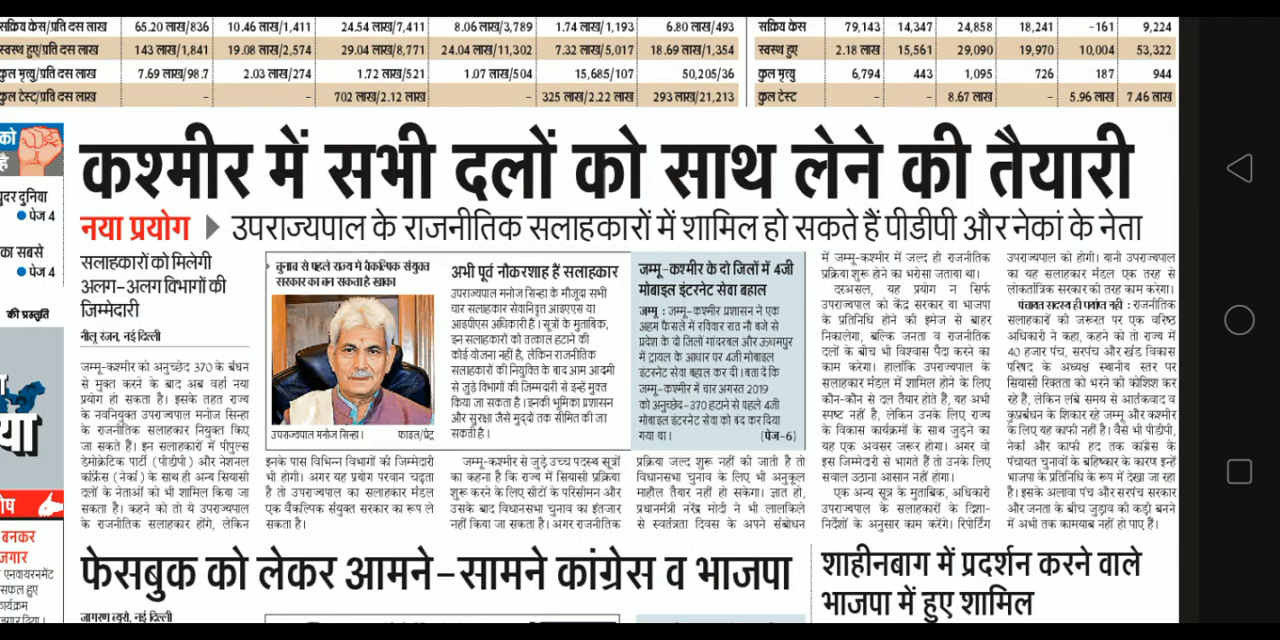 सक्रिय केस/प्रति दस लाख 65.20 लाख/836 10.46 लाख/1,411 24.54 लाख/7,411 8.06 लाख/3,789 1.74 लाख/1,193 6.80 लाख/493
स्वस्थ हुए/प्रति दस लाख 143 लाख/1,841 19.08 लाख/2,574 29.04 लाख/8,771 24.04 लाख/11,302 7.32 लाख/5,017 18.69 लाख/1,354
कुल मृत्यु/प्रति दस लाख 7.69 लाख/98.7 2.03 लाख/274 1.72 लाख/521 1.07 लाख/504 15,685/107 50,205/36
कुल टेस्ट/प्रति दस लाख - - 702 लाख/2.12 लाख - 325 लाख/2.22 लाख 293 लाख/21,213
सक्रिय केस 79,143 14,347 24,858 18,241 -161 9,224
स्वस्थ हुए 2.18 लाख 15,561 29,090 19,970 10,004 53,322
कुल मृत्यु 6,794 443 1,095 726 187 944
कुल टेस्ट - - 8.67 लाख - 5.96 लाख 7.46 लाख
को
है
दुनिया
पेज 4
का सबसे
पेज 4
की प्रस्तुति
या
बनकर
एनवायरनमेंट
सफल हुए
कार्यक्रम
कश्मीर में सभी दलों को साथ लेने की तैयारी
नया प्रयोग उपराज्यपाल के राजनीतिक सलाहकारों में शामिल हो सकते हैं पीडीपी और नेकां के नेता
सलाहकारों को मिलेगी
अलग-अलग विभागों की
जिम्मेदारी
नीलू रंजन, नई दिल्ली
जम्मू-कश्मीर को अनुच्छेद 370 के बंधन
से मुक्त करने के बाद अब वहां नया
प्रयोग हो सकता है। इसके तहत राज्य
के नवनियुक्त उपराज्यपाल मनोज सिन्हा
के राजनीतिक सलाहकार नियुक्त किए
जा सकते हैं। इन सलाहकारों में पीपुल्स
डेमोक्रेटिक पार्टी (पीडीपी) और नेशनल
कांफ्रेंस (नेकां) के साथ ही अन्य सियासी
दलों के नेताओं को भी शामिल किया जा
सकता है। कहने को तो ये उपराज्यपाल
के राजनीतिक सलाहकार होंगे, लेकिन
चुनाव से पहले राज्य में वैकल्पिक संयुक्त
सरकार का बन सकता है खाका
उपराज्यपाल मनोज सिन्हा। फाइल/प्रेट्र
अभी पूर्व नौकरशाह हैं सलाहकार
उपराज्यपाल मनोज सिन्हा के मौजूदा सभी
चार सलाहकार सेवानिवृत्त आइएएस या
आइपीएस अधिकारी हैं। सूत्रों के मुताबिक,
इन सलाहकारों को तत्काल हटाने की
कोई योजना नहीं है, लेकिन राजनीतिक
सलाहकारों की नियुक्ति के बाद आम आदमी
से जुड़े विभागों की जिम्मेदारी से इन्हें मुक्त
किया जा सकता है। इनकी भूमिका प्रशासन
और सुरक्षा जैसे मुद्दों तक सीमित की जा
सकती है।
जम्मू-कश्मीर के दो जिलों में 4जी
मोबाइल इंटरनेट सेवा बहाल
जम्मू : जम्मू-कश्मीर प्रशासन ने एक
अहम फैसले में रविवार रात नौ बजे से
प्रदेश के दो जिलों गांदरबल और ऊधमपुर
में ट्रायल के आधार पर 4जी मोबाइल
इंटरनेट सेवा बहाल कर दी। बता दें कि
जम्मू-कश्मीर में चार अगस्त 2019
को अनुच्छेद-370 हटाने से पहले 4जी
मोबाइल इंटरनेट सेवा को बंद कर दिया
गया था। [पेज-6]
इनके पास विभिन्न विभागों की जिम्मेदारी
भी होगी। अगर यह प्रयोग परवान चढ़ता
है तो उपराज्यपाल का सलाहकार मंडल
एक वैकल्पिक संयुक्त सरकार का रूप ले
सकता है।
जम्मू-कश्मीर से जुड़े उच्च पदस्थ सूत्रों
का कहना है कि राज्य में सियासी प्रक्रिया
शुरू करने के लिए सीटों के परिसीमन और
उसके बाद विधानसभा चुनाव का इंतजार
नहीं किया जा सकता है। अगर राजनीतिक
प्रक्रिया जल्द शुरू नहीं की जाती है तो
विधानसभा चुनाव के लिए भी अनुकूल
माहौल तैयार नहीं हो सकेगा। ज्ञात हो,
प्रधानमंत्री नरेंद्र मोदी ने भी लालकिले
से स्वतंत्रता दिवस के अपने संबोधन
में जम्मू-कश्मीर में जल्द ही राजनीतिक
प्रक्रिया शुरू होने का भरोसा जताया था।
दरअसल, यह प्रयोग न सिर्फ
उपराज्यपाल को केंद्र सरकार या भाजपा
के प्रतिनिधि होने की इमेज से बाहर
निकालेगा, बल्कि जनता व राजनीतिक
दलों के बीच भी विश्वास पैदा करने का
काम करेगा। हालांकि उपराज्यपाल के
सलाहकार मंडल में शामिल होने के लिए
कौन-कौन से दल तैयार होते हैं, यह अभी
स्पष्ट नहीं है, लेकिन उनके लिए राज्य
के विकास कार्यक्रमों के साथ जुड़ने का
यह एक अवसर जरूर होगा। अगर वो
इस जिम्मेदारी से भागते हैं तो उनके लिए
सवाल उठाना आसान नहीं होगा।
एक अन्य सूत्र के मुताबिक, अधिकारी
उपराज्यपाल के सलाहकारों के दिशा-
निर्देशों के अनुसार काम करेंगे। रिपोर्टिंग
उपराज्यपाल को होगी। यानी उपराज्यपाल
का यह सलाहकार मंडल एक तरह से
लोकतांत्रिक सरकार की तरह काम करेगा।
पंचायत सदस्य ही पर्याप्त नहीं : राजनीतिक
सलाहकारों की जरूरत पर एक वरिष्ठ
अधिकारी ने कहा, कहने को तो राज्य में
40 हजार पंच, सरपंच और खंड विकास
परिषद के अध्यक्ष स्थानीय स्तर पर
सियासी रिक्तता को भरने की कोशिश कर
रहे हैं, लेकिन लंबे समय से आतंकवाद व
कुप्रबंधन के शिकार रहे जम्मू और कश्मीर
के लिए यह काफी नहीं है। वैसे भी पीडीपी,
नेकां और काफी हद तक कांग्रेस के
पंचायत चुनावों के बहिष्कार के कारण इन्हें
भाजपा के प्रतिनिधि के रूप में देखा जा रहा
है। इसके अलावा पंच और सरपंच सरकार
और जनता के बीच जुड़ाव की कड़ी बनने
में अभी तक कामयाब नहीं हो पाए हैं।
फेसबुक को लेकर आमने-सामने कांग्रेस व भाजपा
जागरण ब्यूरो, नई दिल्ली
शाहीनबाग में प्रदर्शन करने वाले
भाजपा में हुए शामिल